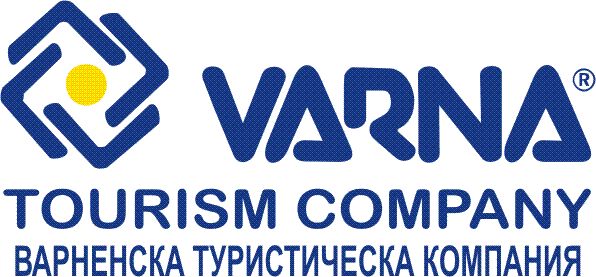 VARNA®
TOURISM COMPANY
ВАРНЕНСКА ТУРИСТИЧЕСКА КОМПАНИЯ